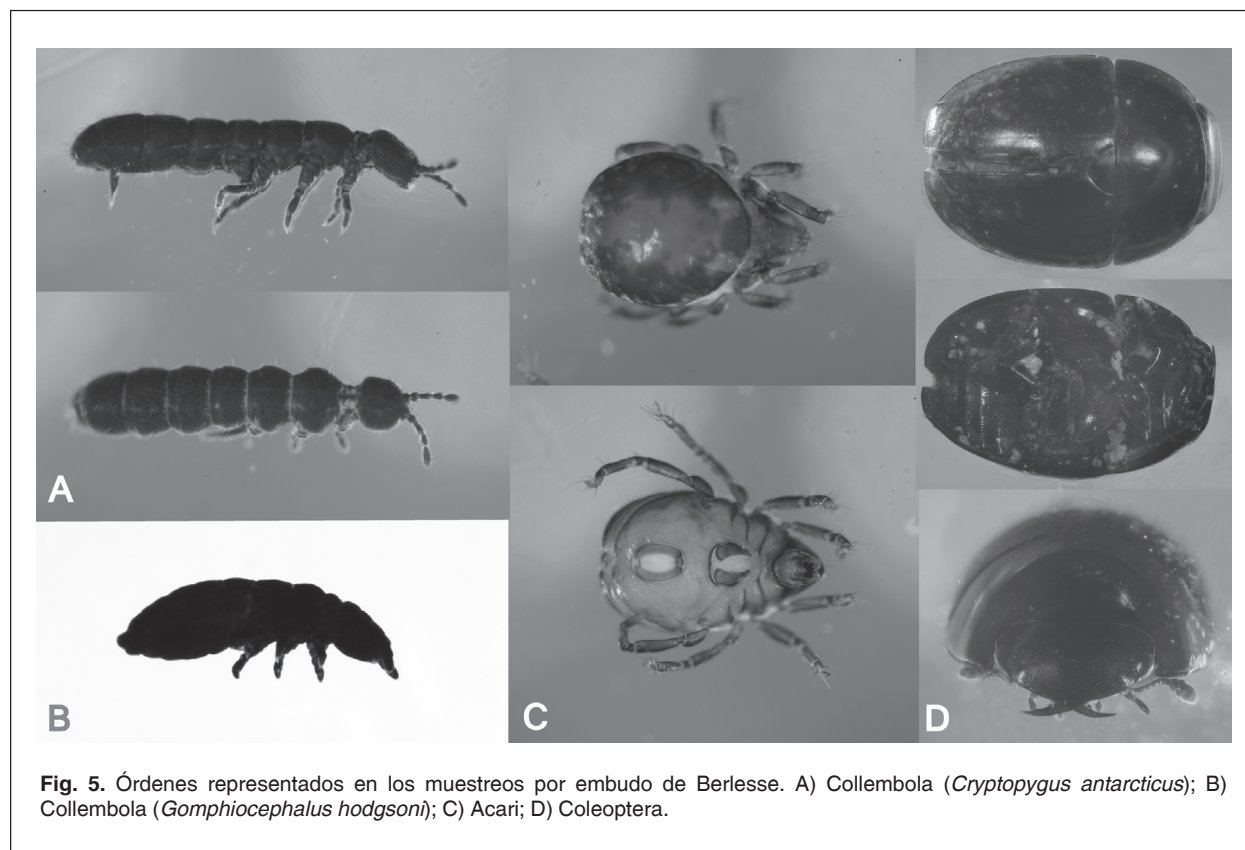 A
B
C
D
Fig. 5. Órdenes representados en los muestreos por embudo de Berlesse. A) Collembola (Cryptopygus antarcticus); B)
Collembola (Gomphiocephalus hodgsoni); C) Acari; D) Coleoptera.